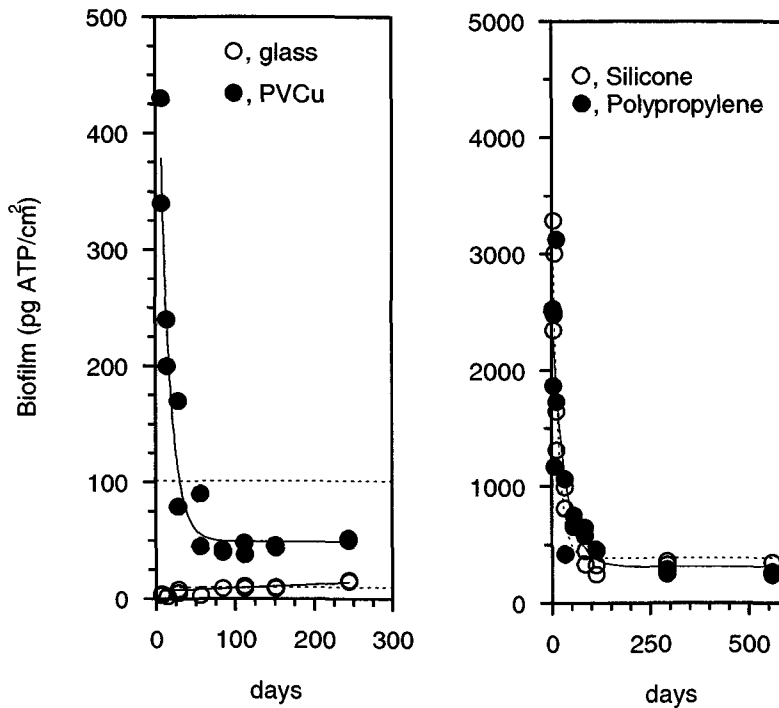 Biofilm (pg ATP/cm²)
500
400
300
200
100
0
○, glass
●, PVCu
0
100
200
300
days
5000
4000
3000
2000
1000
0
○, Silicone
●, Polypropylene
0
250
500
days